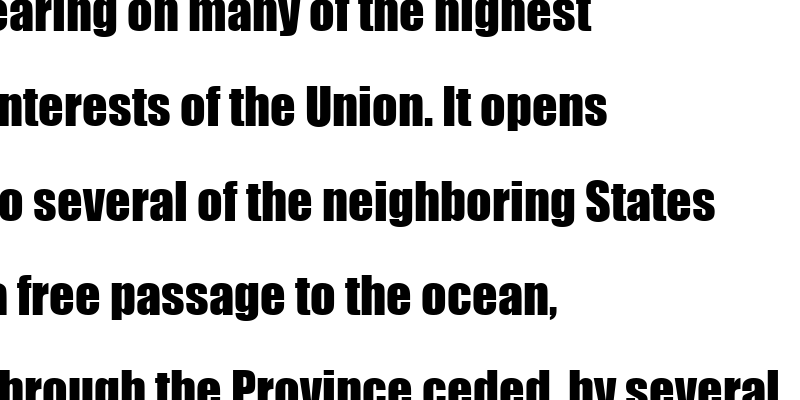 earing on many of the highest
nterests of the Union. It opens
o several of the neighboring States
a free passage to the ocean,
hrough the Province ceded, by several